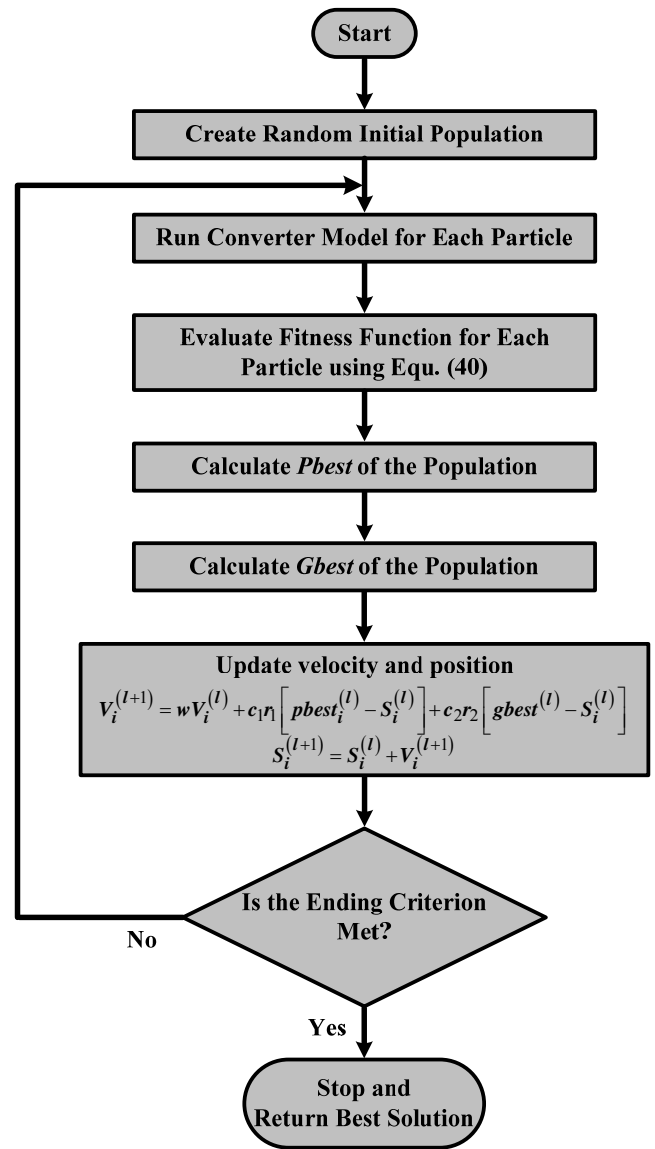 Start
Create Random Initial Population
Run Converter Model for Each Particle
Evaluate Fitness Function for Each
Particle using Equ. (40)
Calculate Pbest of the Population
Calculate Gbest of the Population
Update velocity and position
V_i^{(l+1)} = wV_i^{(l)} + c_1r_1[pbest_i^{(l)} − S_i^{(l)}] + c_2r_2[gbest^{(l)} − S_i^{(l)}]
S_i^{(l+1)} = S_i^{(l)} + V_i^{(l+1)}
Is the Ending Criterion
Met?
No
Yes
Stop and
Return Best Solution